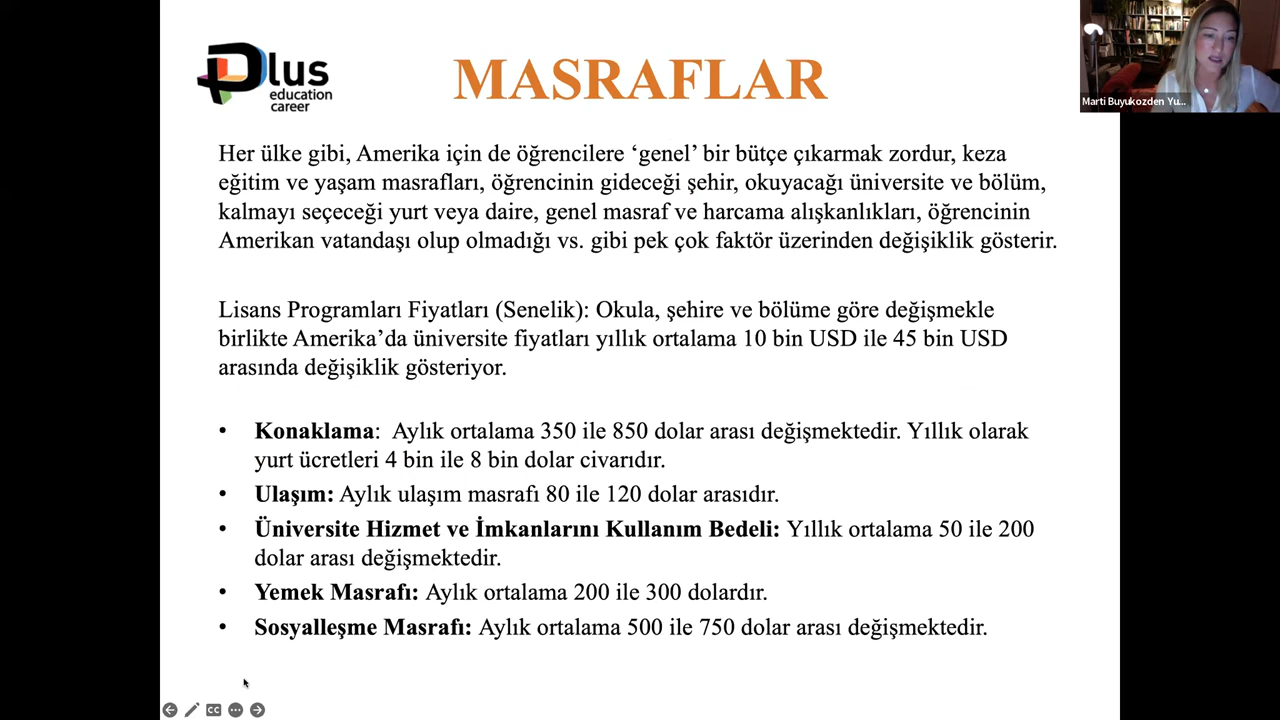 Plus
education
career
MASRAFLAR
Marti Buyukozden Yu...
Her ülke gibi, Amerika için de öğrencilere ‘genel’ bir bütçe çıkarmak zordur, keza
eğitim ve yaşam masrafları, öğrencinin gideceği şehir, okuyacağı üniversite ve bölüm,
kalmayı seçeceği yurt veya daire, genel masraf ve harcama alışkanlıkları, öğrencinin
Amerikan vatandaşı olup olmadığı vs. gibi pek çok faktör üzerinden değişiklik gösterir.
Lisans Programları Fiyatları (Senelik): Okula, şehire ve bölüme göre değişmekle
birlikte Amerika’da üniversite fiyatları yıllık ortalama 10 bin USD ile 45 bin USD
arasında değişiklik gösteriyor.
• Konaklama: Aylık ortalama 350 ile 850 dolar arası değişmektedir. Yıllık olarak
yurt ücretleri 4 bin ile 8 bin dolar civarıdır.
• Ulaşım: Aylık ulaşım masrafı 80 ile 120 dolar arasıdır.
• Üniversite Hizmet ve İmkanlarını Kullanım Bedeli: Yıllık ortalama 50 ile 200
dolar arası değişmektedir.
• Yemek Masrafı: Aylık ortalama 200 ile 300 dolardır.
• Sosyalleşme Masrafı: Aylık ortalama 500 ile 750 dolar arası değişmektedir.
CC